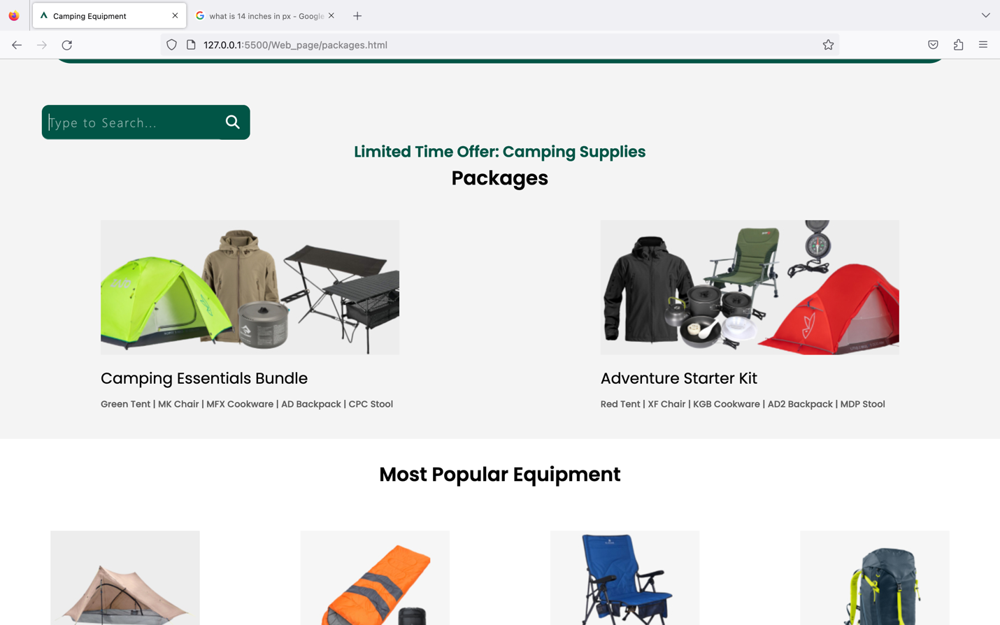 Camping Equipment
what is 14 inches in px - Google
127.0.0.1:5500/Web_page/packages.html
Type to Search...
Limited Time Offer: Camping Supplies
Packages
Camping Essentials Bundle
Adventure Starter Kit
Green Tent | MK Chair | MFX Cookware | AD Backpack | CPC Stool
Red Tent | XF Chair | KGB Cookware | AD2 Backpack | MDP Stool
Most Popular Equipment